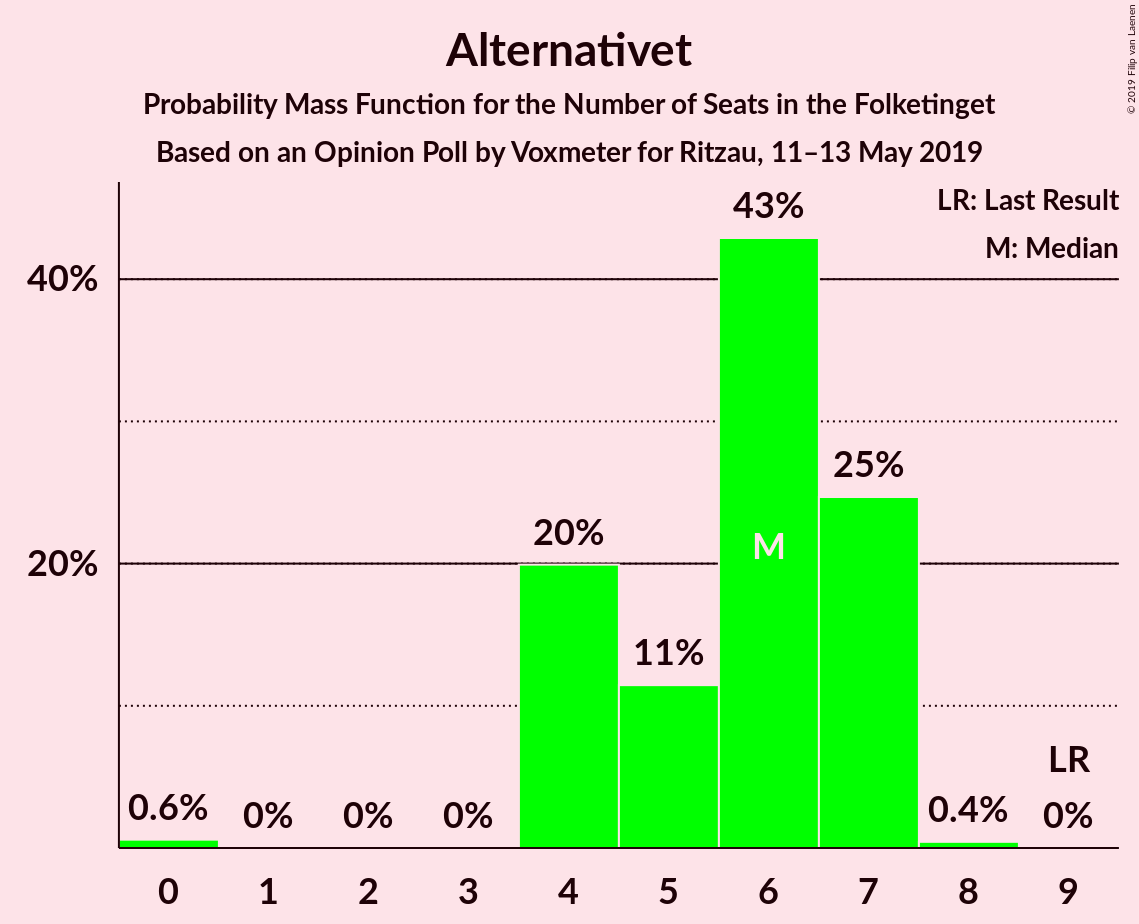 Alternativet
Probability Mass Function for the Number of Seats in the Folketinget
Based on an Opinion Poll by Voxmeter for Ritzau, 11–13 May 2019
© 2019 Filip van Laenen
LR: Last Result
M: Median
43%
40%
25%
20%
M
20%
11%
LR
0.6%
0%
0%
0%
0.4%
0%
0 1 2 3 4 5 6 7 8 9